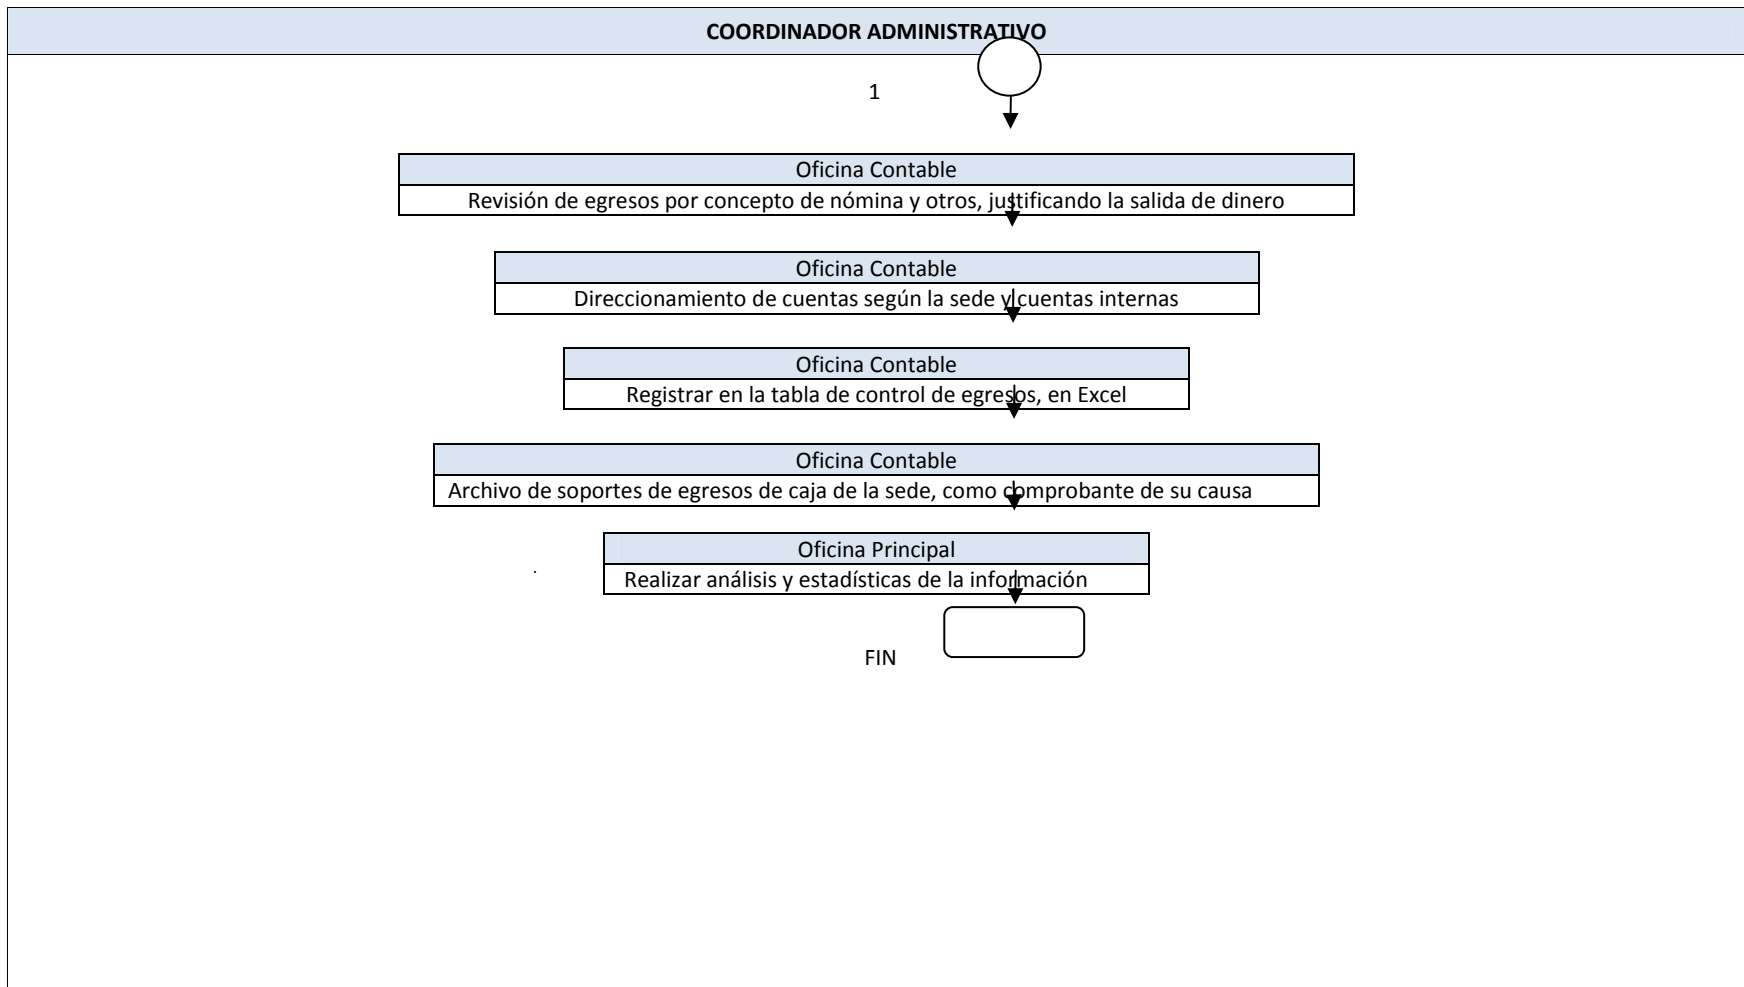 COORDINADOR ADMINISTRATIVO
1
Oficina Contable
Revisión de egresos por concepto de nómina y otros, justificando la salida de dinero
Oficina Contable
Direccionamiento de cuentas según la sede y cuentas internas
Oficina Contable
Registrar en la tabla de control de egresos, en Excel
Oficina Contable
Archivo de soportes de egresos de caja de la sede, como comprobante de su causa
Oficina Principal
.
Realizar análisis y estadísticas de la información
FIN